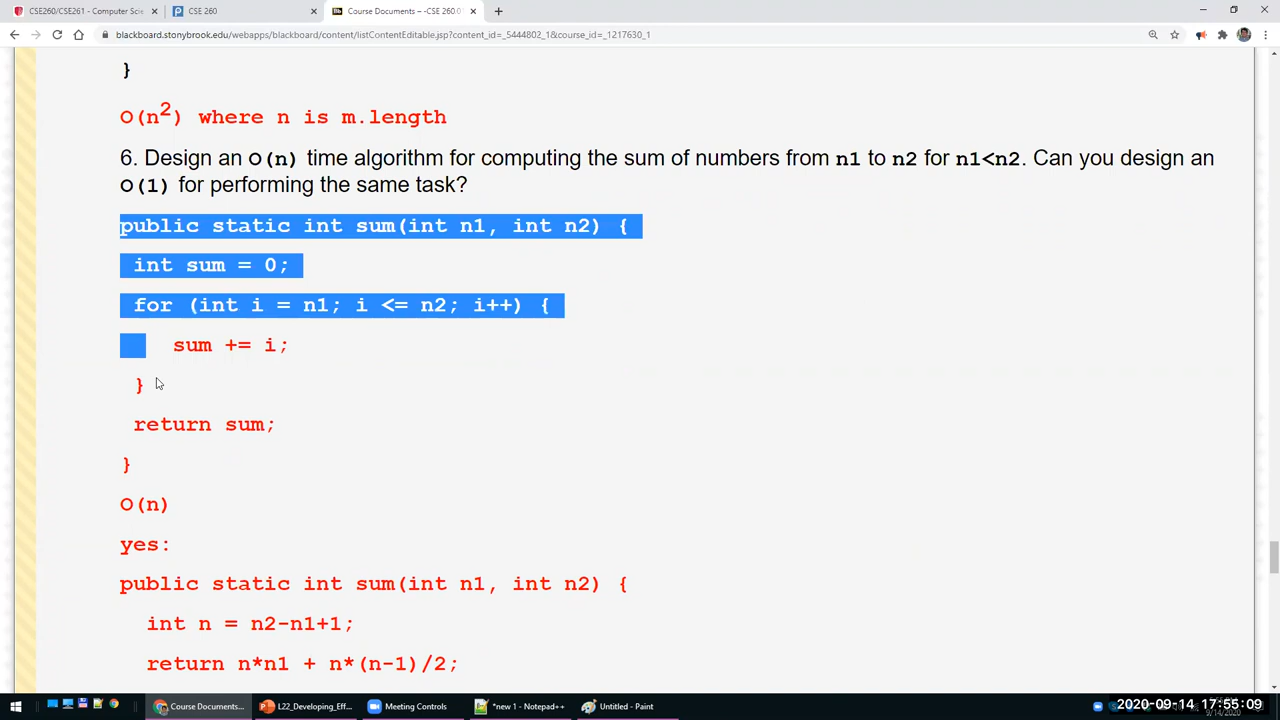 CSE260/CSE261 - Computer Scie
CSE 260
Course Documents – -CSE 260.0
blackboard.stonybrook.edu/webapps/blackboard/content/listContentEditable.jsp?content_id=_5444802_1&course_id=_1217630_1
}
O(n2) where n is m.length
6. Design an O(n) time algorithm for computing the sum of numbers from n1 to n2 for n1<n2. Can you design an
O(1) for performing the same task?
public static int sum(int n1, int n2) {
int sum = 0;
for (int i = n1; i <= n2; i++) {
sum += i;
}
return sum;
}
O(n)
yes:
public static int sum(int n1, int n2) {
int n = n2-n1+1;
return n*n1 + n*(n-1)/2;
Course Documents...
L22_Developing_Eff...
Meeting Controls
*new 1 - Notepad++
Untitled - Paint
2020-09-14 17:55:09
9/14/2020